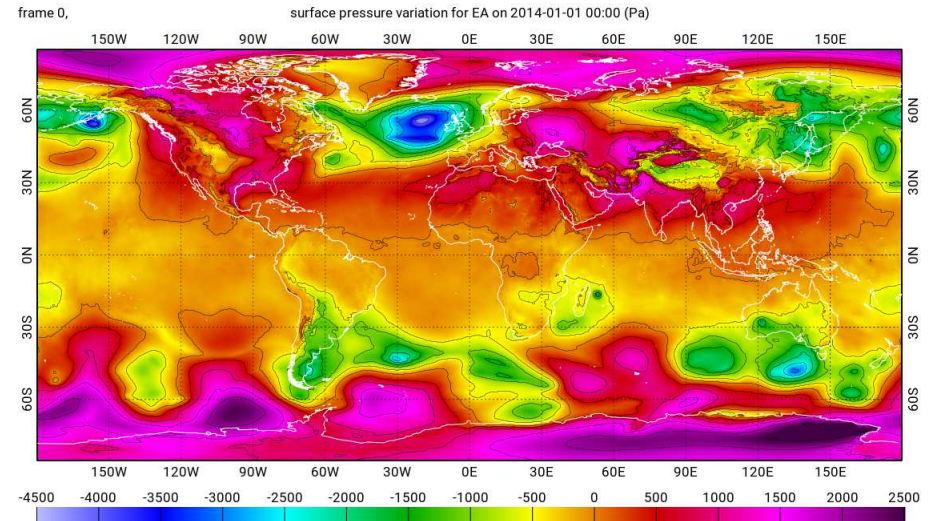 frame 0, surface pressure variation for EA on 2014-01-01 00:00 (Pa)
150W 120W 90W 60W 30W 0E 30E 60E 90E 120E 150E
60N 60N
30N 30N
0N 0N
30S 30S
60S 60S
150W 120W 90W 60W 30W 0E 30E 60E 90E 120E 150E
-4500 -4000 -3500 -3000 -2500 -2000 -1500 -1000 -500 0 500 1000 1500 2000 2500